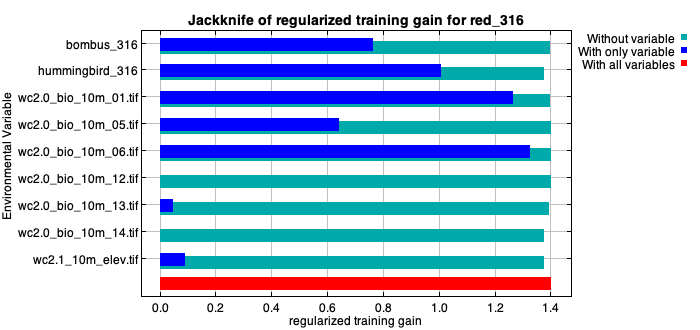 Jackknife of regularized training gain for red_316
Without variable
With only variable
With all variables
Environmental Variable
bombus_316
hummingbird_316
wc2.0_bio_10m_01.tif
wc2.0_bio_10m_05.tif
wc2.0_bio_10m_06.tif
wc2.0_bio_10m_12.tif
wc2.0_bio_10m_13.tif
wc2.0_bio_10m_14.tif
wc2.1_10m_elev.tif
0.0 0.2 0.4 0.6 0.8 1.0 1.2 1.4
regularized training gain